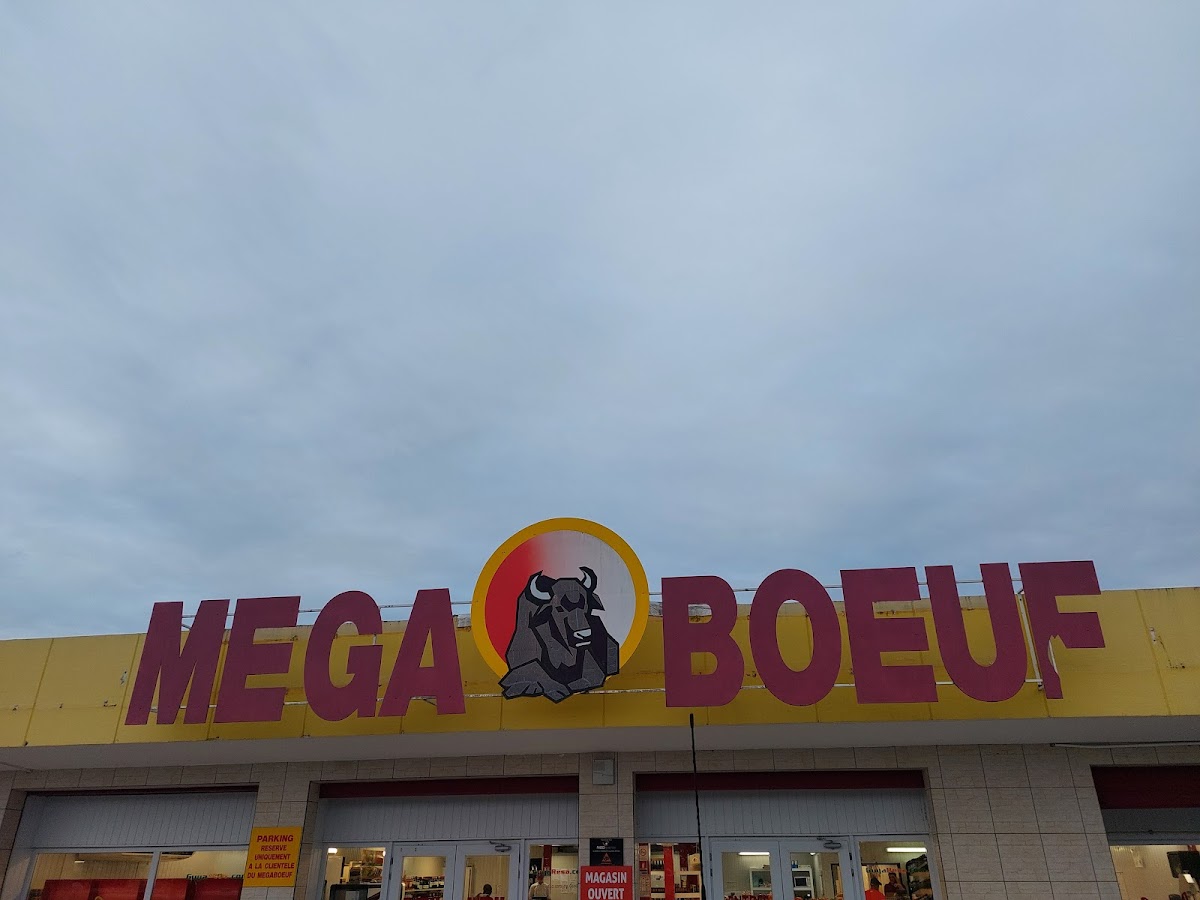 MEGA BOEUF
PARKING
RESERVE
UNIQUEMENT
A LA CLIENTELE
DU MEGABOEUF
MAGASIN
OUVERT